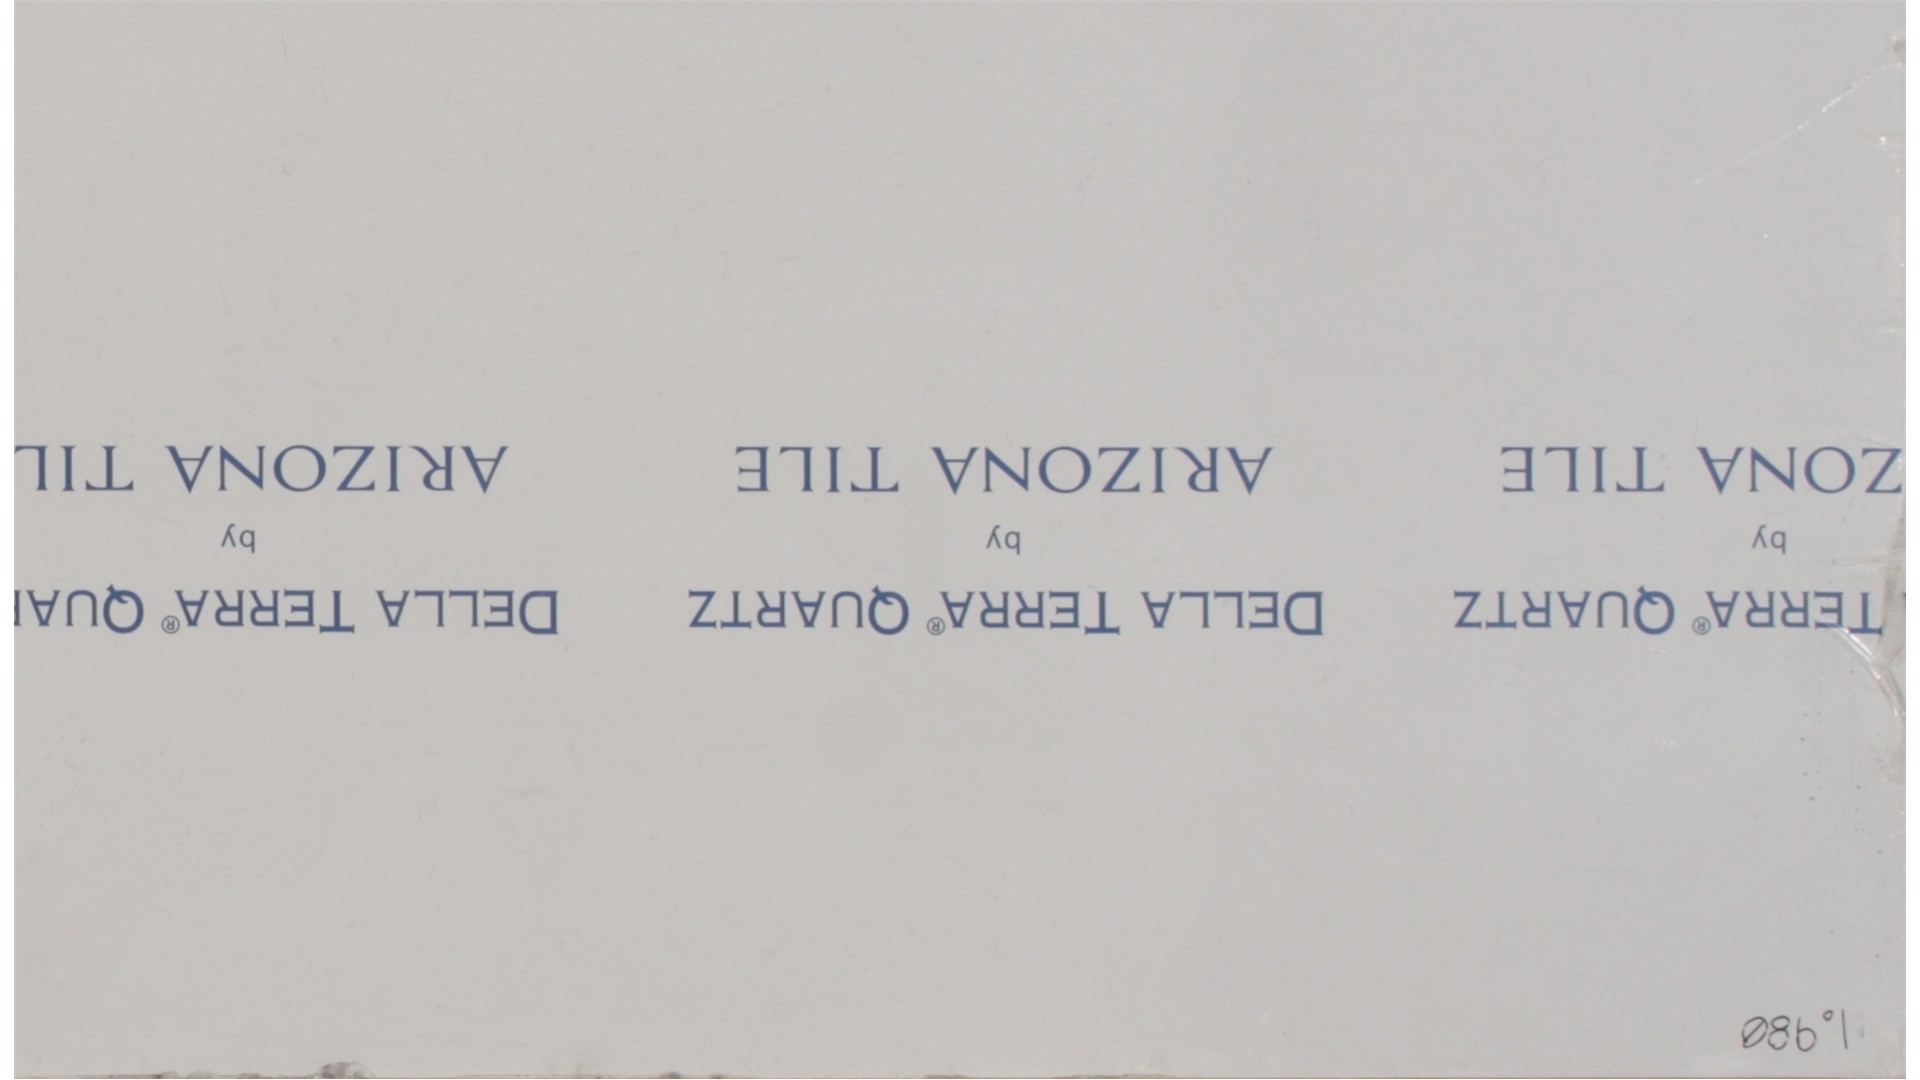 1.980
TERRA® QUARTZ DELLA TERRA® QUARTZ DELLA TERRA® QUAR
by by by
ZONA TILE ARIZONA TILE ARIZONA TIL